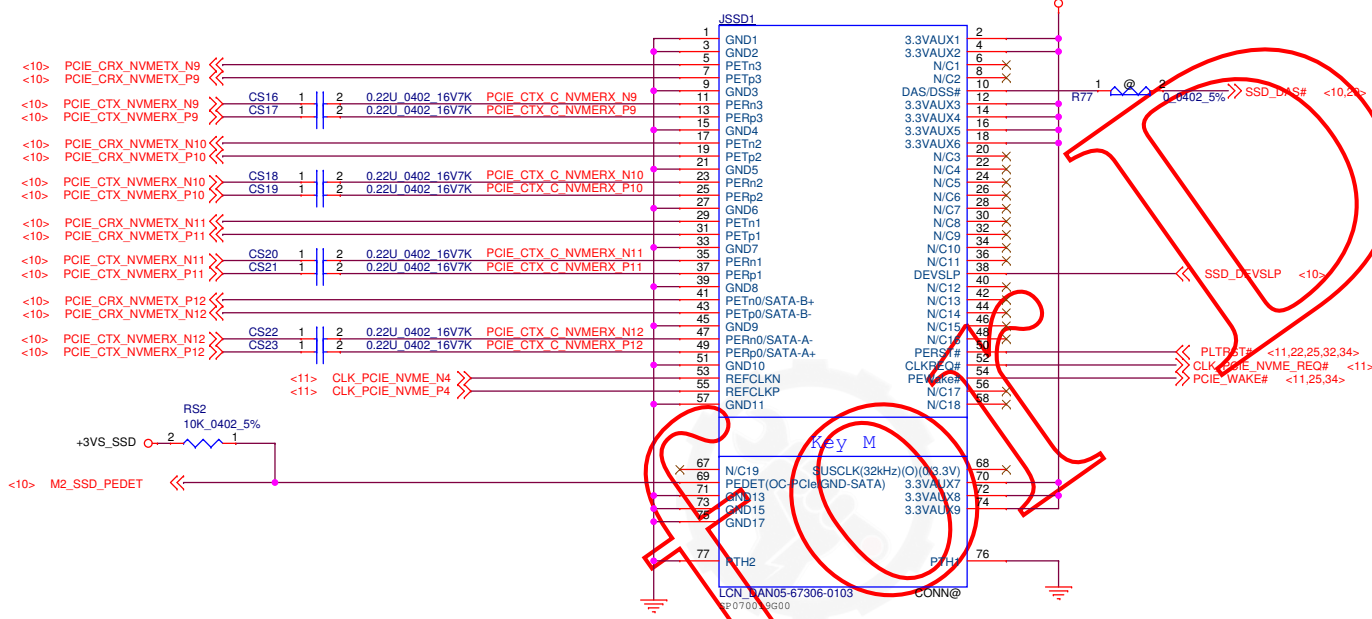 JSSD1
1 GND1 3.3VAUX1 2
3 GND2 3.3VAUX2 4
<10> PCIE_CRX_NVMETX_N9 5 PETn3 N/C1 6
<10> PCIE_CRX_NVMETX_P9 7 PETp3 N/C2 8
9 GND3 DAS/DSS# 10 1 @ 2 SSD_DAS# <10,2
R77 0_0402_5%
<10> PCIE_CTX_NVMERX_N9 CS16 1 2 0.22U_0402_16V7K PCIE_CTX_C_NVMERX_N9 11 PERn3 3.3VAUX3 12
<10> PCIE_CTX_NVMERX_P9 CS17 1 2 0.22U_0402_16V7K PCIE_CTX_C_NVMERX_P9 13 PERp3 3.3VAUX4 14
15 GND4 3.3VAUX5 16
<10> PCIE_CRX_NVMETX_N10 17 PETn2 3.3VAUX6 18
<10> PCIE_CRX_NVMETX_P10 19 PETp2 N/C3 20
21 GND5 N/C4 22
<10> PCIE_CTX_NVMERX_N10 CS18 1 2 0.22U_0402_16V7K PCIE_CTX_C_NVMERX_N10 23 PERn2 N/C5 24
<10> PCIE_CTX_NVMERX_P10 CS19 1 2 0.22U_0402_16V7K PCIE_CTX_C_NVMERX_P10 25 PERp2 N/C6 26
27 GND6 N/C7 28
<10> PCIE_CRX_NVMETX_N11 29 PETn1 N/C8 30
<10> PCIE_CRX_NVMETX_P11 31 PETp1 N/C9 32
33 GND7 N/C10 34
<10> PCIE_CTX_NVMERX_N11 CS20 1 2 0.22U_0402_16V7K PCIE_CTX_C_NVMERX_N11 35 PERn1 N/C11 36
<10> PCIE_CTX_NVMERX_P11 CS21 1 2 0.22U_0402_16V7K PCIE_CTX_C_NVMERX_P11 37 PERp1 DEVSLP 38 SSD_DEVSLP <10>
39 GND8 N/C12 40
<10> PCIE_CRX_NVMETX_P12 41 PETn0/SATA-B+ N/C13 42
<10> PCIE_CRX_NVMETX_N12 43 PETp0/SATA-B- N/C14 44
45 GND9 N/C15 46
<10> PCIE_CTX_NVMERX_N12 CS22 1 2 0.22U_0402_16V7K PCIE_CTX_C_NVMERX_N12 47 PERn0/SATA-A- N/C16 48
<10> PCIE_CTX_NVMERX_P12 CS23 1 2 0.22U_0402_16V7K PCIE_CTX_C_NVMERX_P12 49 PERp0/SATA-A+ PERST# 50 PLTRST# <11,22,25,32,34>
51 GND10 CLKREQ# 52 CLK_PCIE_NVME_REQ# <11>
<11> CLK_PCIE_NVME_N4 53 REFCLKN PEWake# 54 PCIE_WAKE# <11,25,34>
<11> CLK_PCIE_NVME_P4 55 REFCLKP N/C17 56
57 GND11 N/C18 58
RS2
10K_0402_5%
+3VS_SSD 2 1
Key M
67 N/C19 SUSCLK(32kHz)(O)(0/3.3V) 68
<10> M2_SSD_PEDET 69 PEDET(OC-PCIe/GND-SATA) 3.3VAUX7 70
71 GND13 3.3VAUX8 72
73 GND15 3.3VAUX9 74
75 GND17
77 PTH2 PTH1 76
LCN_DAN05-67306-0103 CONN@